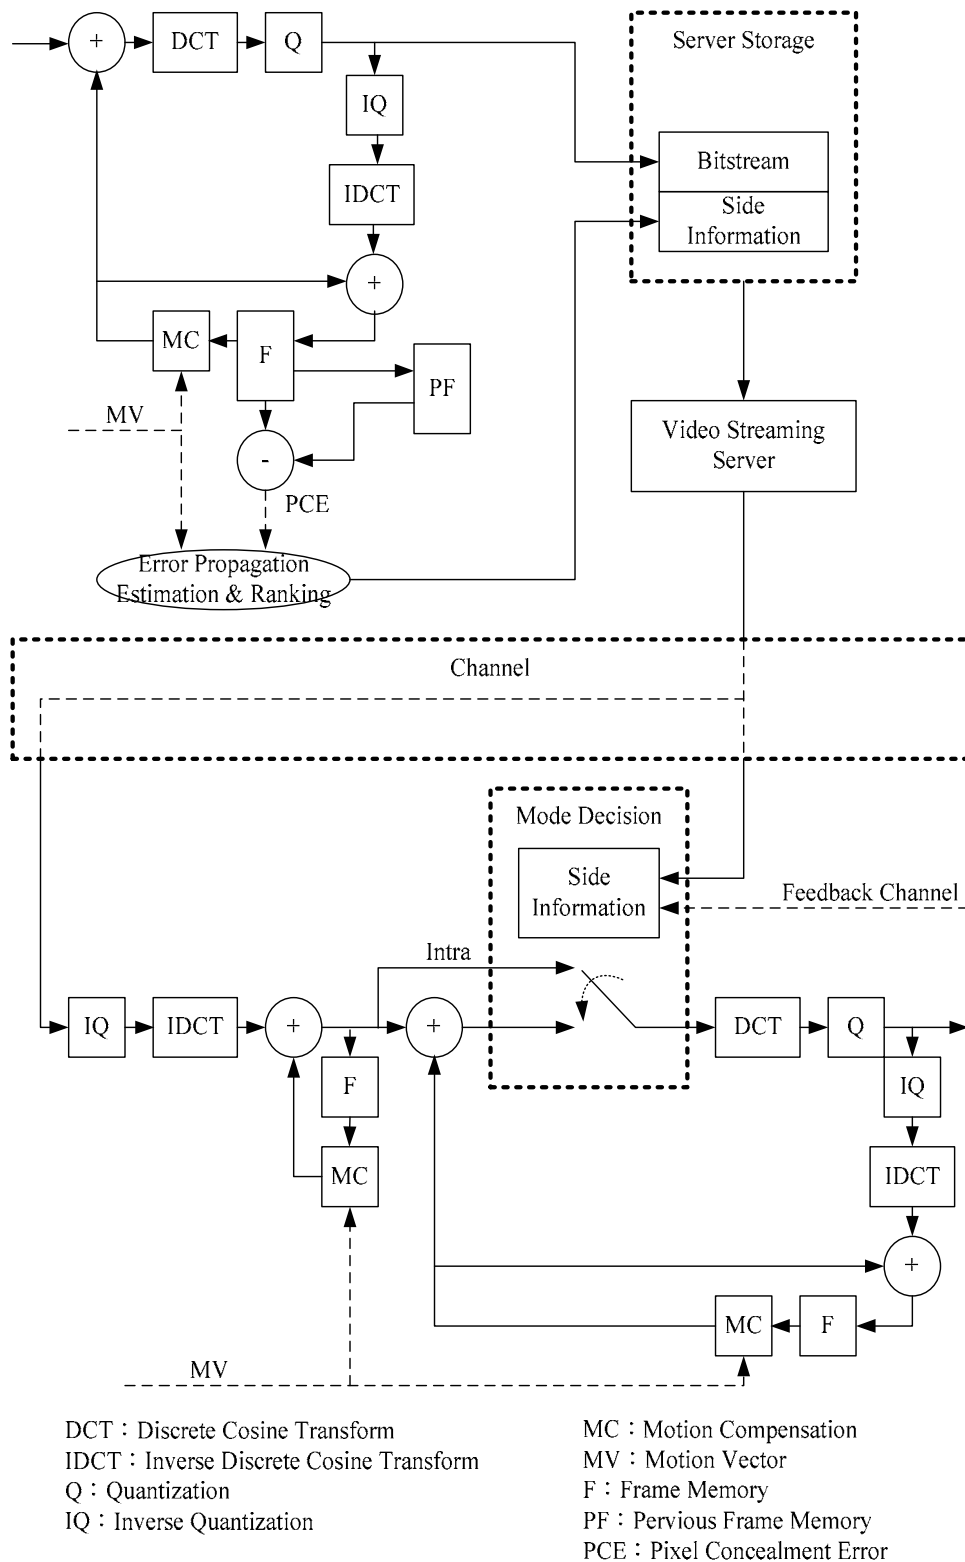 +
DCT
Q
Server Storage
IQ
Bitstream
IDCT
Side
Information
+
MC
F
PF
MV
Video Streaming
Server
-
PCE
Error Propagation
Estimation & Ranking
Channel
Mode Decision
Side
Information
Feedback Channel
Intra
IQ
IDCT
+
+
DCT
Q
F
IQ
MC
IDCT
+
MC
F
MV
DCT：Discrete Cosine Transform
IDCT：Inverse Discrete Cosine Transform
Q：Quantization
IQ：Inverse Quantization
MC：Motion Compensation
MV：Motion Vector
F：Frame Memory
PF：Pervious Frame Memory
PCE：Pixel Concealment Error